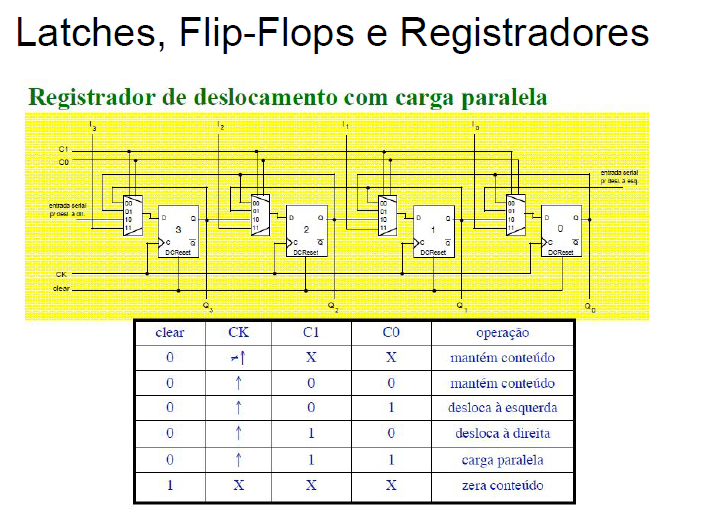 Latches, Flip-Flops e Registradores
Registrador de deslocamento com carga paralela
I3 I2 I1 I0
C1
C0
entrada serial
p/ desl. à esq.
entrada serial
p/ desl. à dir.
00 00 00 00
01 01 01 01
10 10 10 10
11 11 11 11
D Q D Q D Q D Q
3 2 1 0
C Q C Q C Q C Q
DCReset DCReset DCReset DCReset
CK
clear
Q3 Q2 Q1 Q0
clear CK C1 C0 operação
0 ≠↑ X X mantém conteúdo
0 ↑ 0 0 mantém conteúdo
0 ↑ 0 1 desloca à esquerda
0 ↑ 1 0 desloca à direita
0 ↑ 1 1 carga paralela
1 X X X zera conteúdo